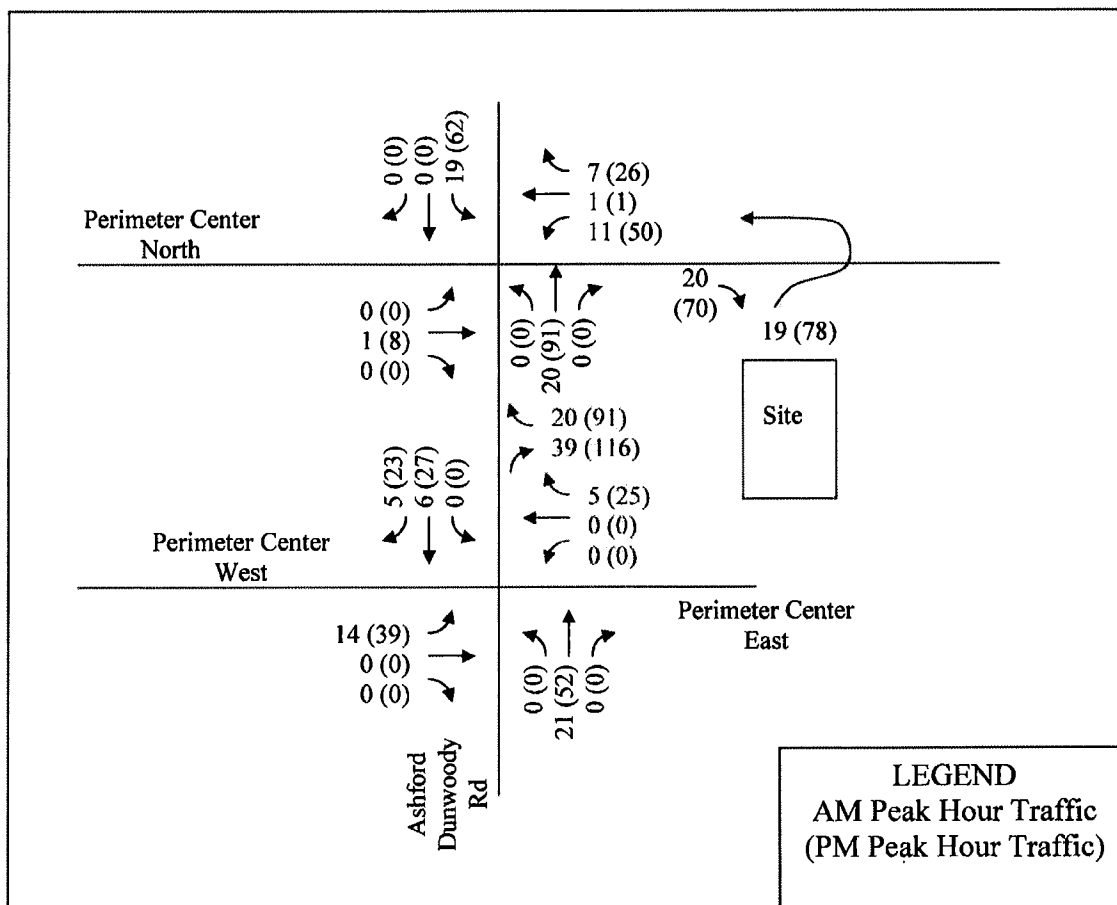 0 (0)
0 (0)
19 (62)
7 (26)
1 (1)
11 (50)
Perimeter Center
North
0 (0)
1 (8)
0 (0)
0 (0)
20 (91)
0 (0)
20
(70)
19 (78)
Site
20 (91)
39 (116)
5 (23)
6 (27)
0 (0)
5 (25)
0 (0)
0 (0)
Perimeter Center
West
Perimeter Center
East
14 (39)
0 (0)
0 (0)
0 (0)
21 (52)
0 (0)
Ashford
Dunwoody
Rd
LEGEND
AM Peak Hour Traffic
(PM Peak Hour Traffic)